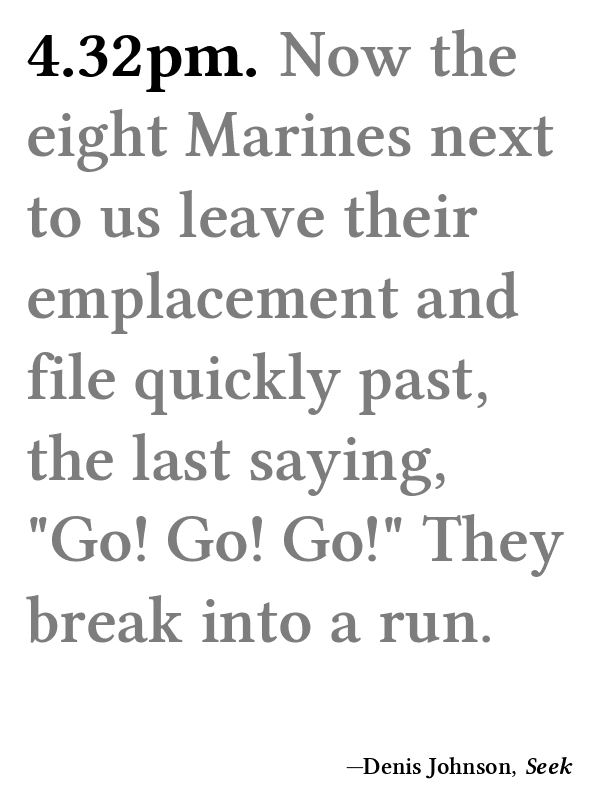 4.32pm. Now the
eight Marines next
to us leave their
emplacement and
file quickly past,
the last saying,
"Go! Go! Go!" They
break into a run.
—Denis Johnson, Seek